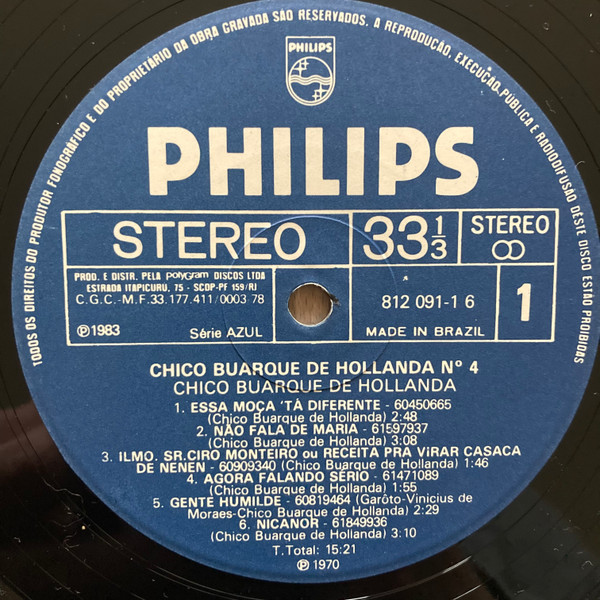 TODOS OS DIREITOS DO PRODUTOR FONOGRÁFICO E DO PROPRIETÁRIO DA OBRA GRAVADA SÃO RESERVADOS. A REPRODUÇÃO, EXECUÇÃO PÚBLICA E RADIODIFUSÃO DESTE DISCO ESTÃO PROIBIDAS
PHILIPS
PHILIPS
STEREO
33 1/3
STEREO
PROD. E DISTR. PELA polyGram DISCOS LTDA
ESTRADA ITAPICURU, 75 - SCDP-PF 159/RJ
C.G.C.-M.F.33.177.411/0003 78
℗1983
Série AZUL
812 091-1 6
MADE IN BRAZIL
1
CHICO BUARQUE DE HOLLANDA Nº 4
CHICO BUARQUE DE HOLLANDA
1. ESSA MOÇA 'TÁ DIFERENTE - 60450665
(Chico Buarque de Hollanda) 2:48
2. NÃO FALA DE MARIA - 61597937
(Chico Buarque de Hollanda) 3:08
3. ILMO. SR.CIRO MONTEIRO ou RECEITA PRA ViRAR CASACA
DE NENEN - 60909340 (Chico Buarque de Hollanda) 1:46
4. AGORA FALANDO SÉRIO - 61471089
(Chico Buarque de Hollanda) 1:55
5. GENTE HUMILDE - 60819464 (Garôto-Vinicius de
Moraes-Chico Buarque de Hollanda) 2:29
6. NICANOR - 61849936
(Chico Buarque de Hollanda) 3:10
T.Total: 15:21
℗ 1970